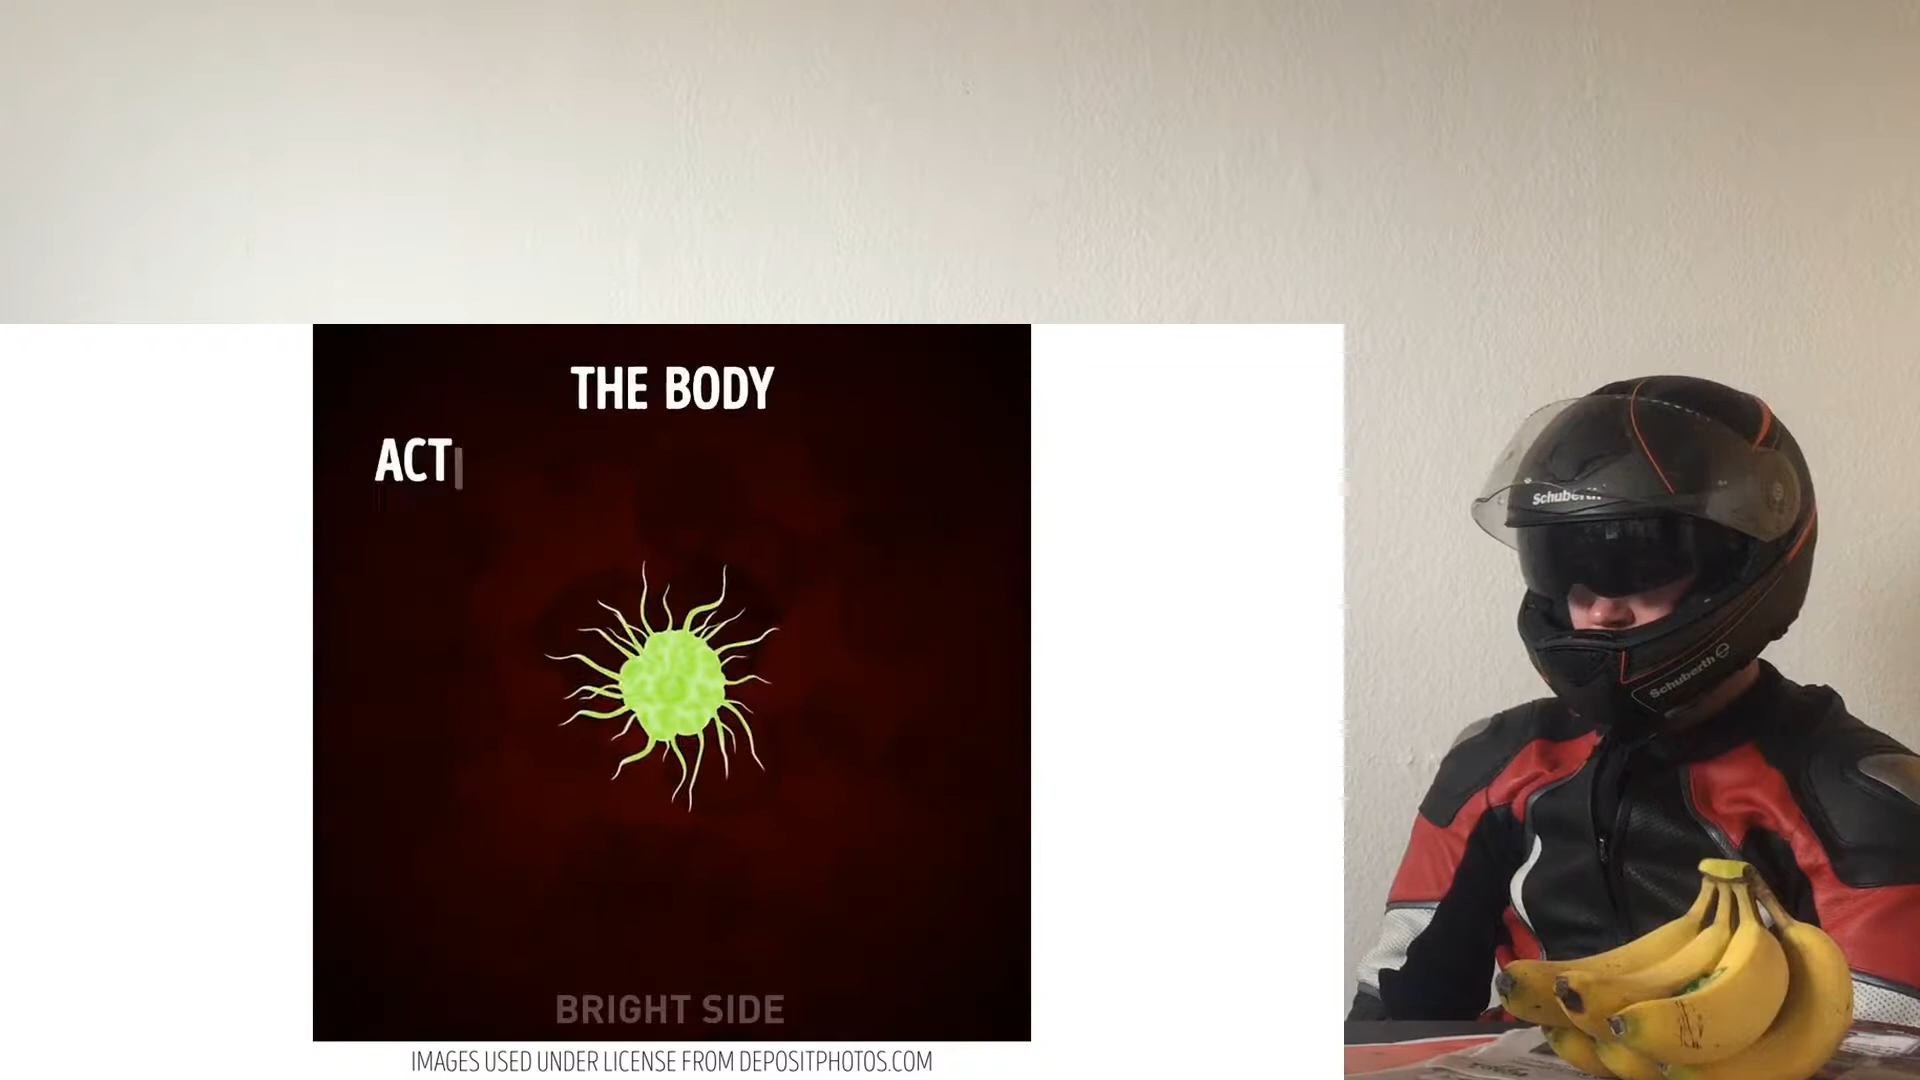 THE BODY
ACT
Schuberth
Schuberth
BRIGHT SIDE
IMAGES USED UNDER LICENSE FROM DEPOSITPHOTOS.COM